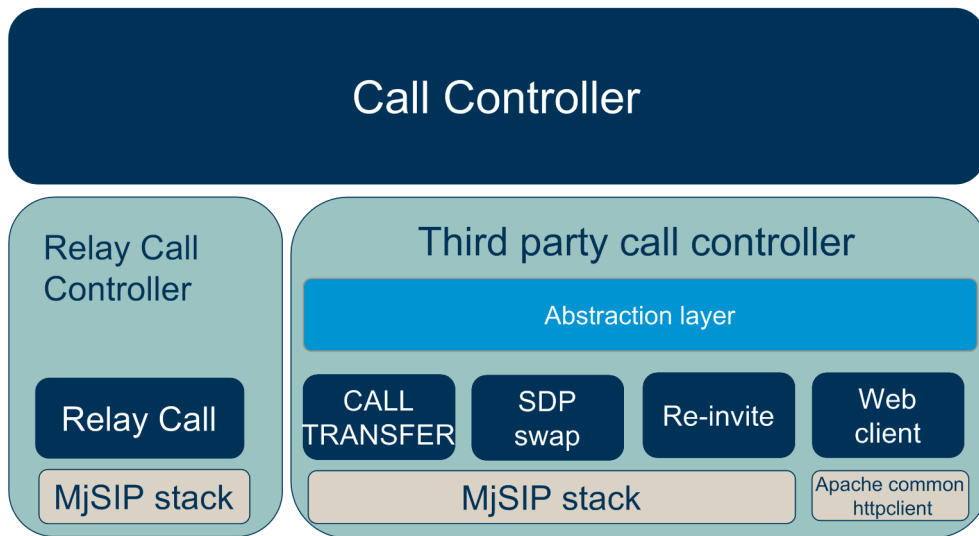 Call Controller
Relay Call
Controller
Third party call controller
Abstraction layer
Relay Call
CALL
TRANSFER
SDP
swap
Re-invite
Web
client
MjSIP stack
MjSIP stack
Apache common
httpclient